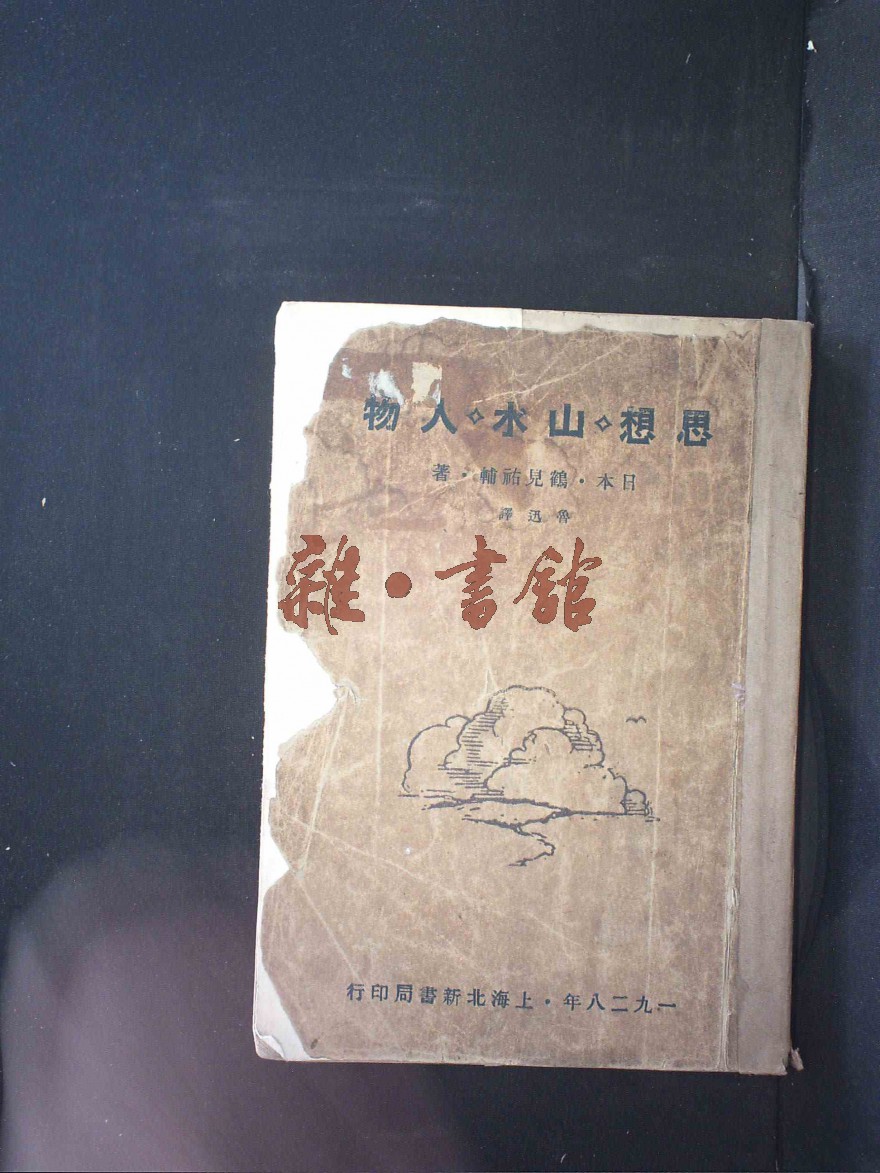 思想◇山水◇人物
日本・鶴見祐輔・著
魯迅譯
雜・書館
一九二八年・上海北新書局印行